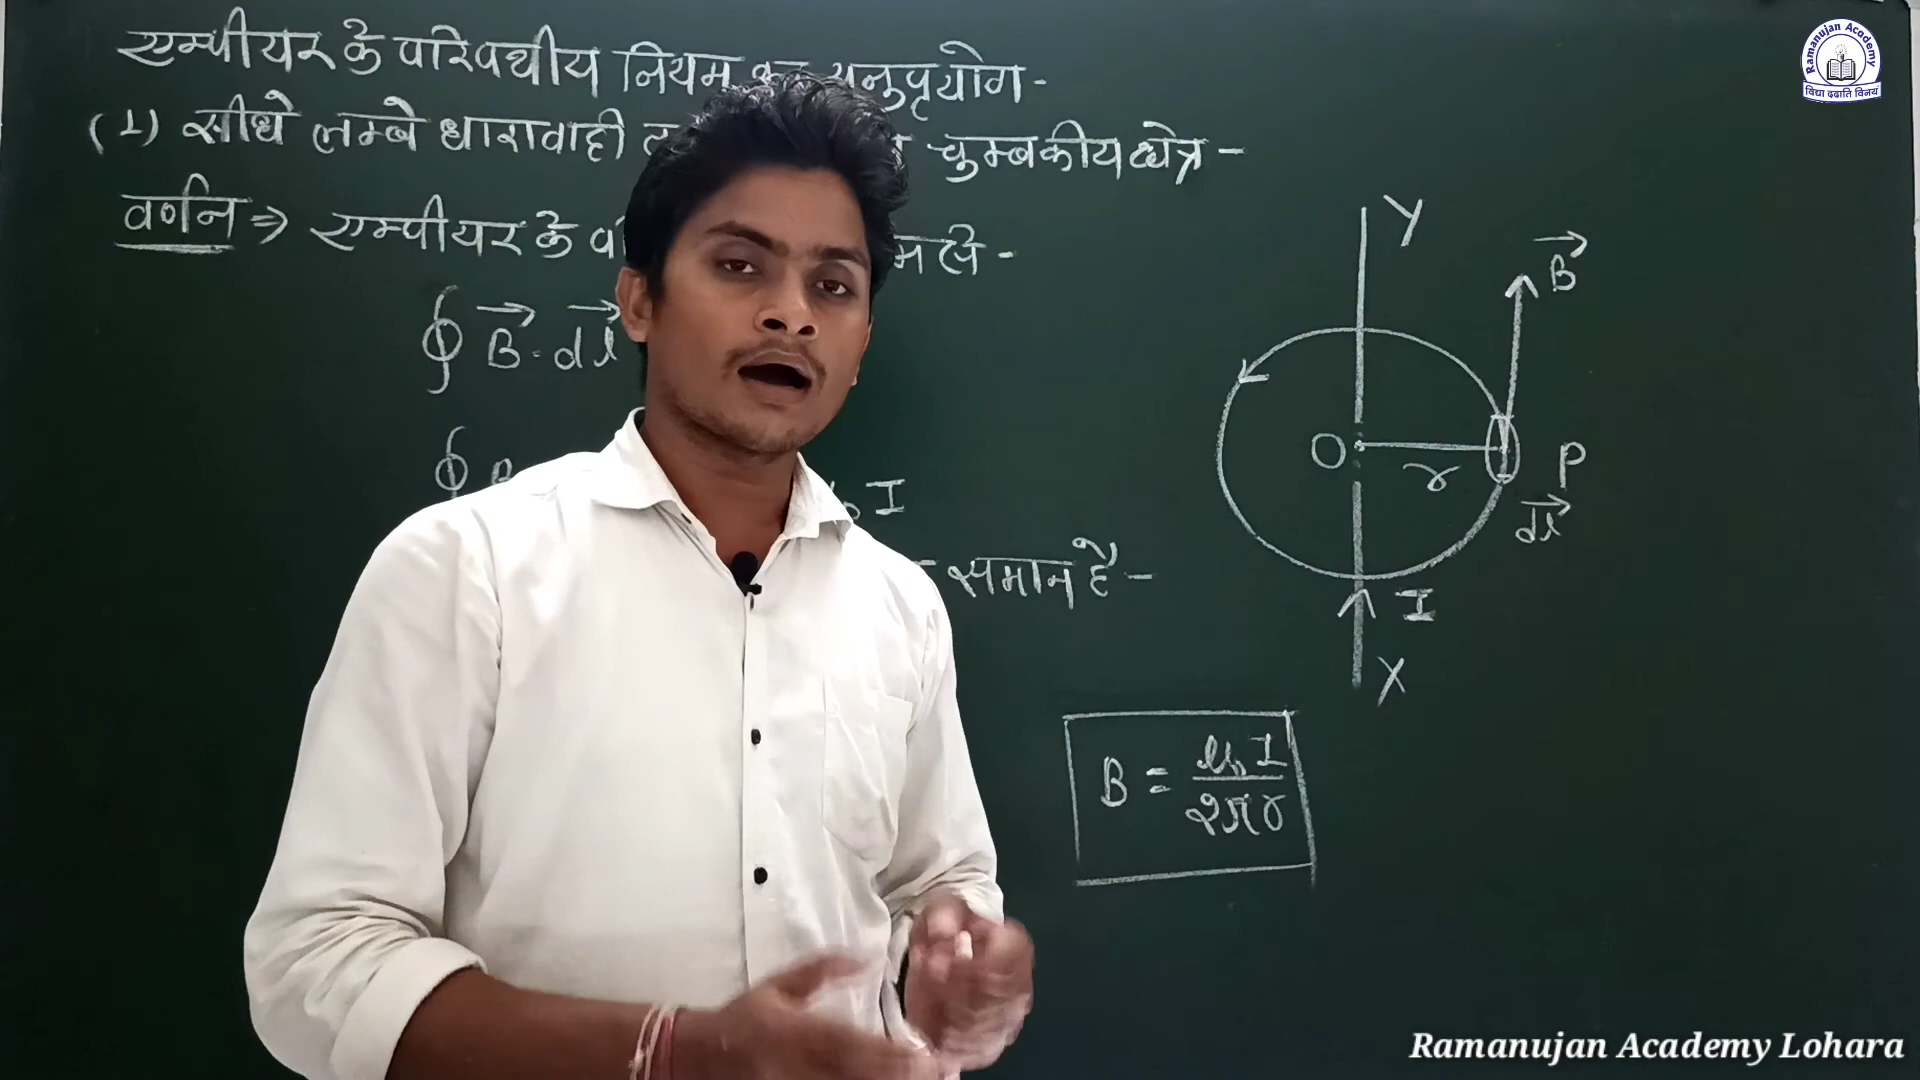 एम्पीयर के परिपथीय नियम का अनुप्रयोग-
(1) सीधे लम्बे धारावाही चुम्बकीय क्षेत्र-
वर्णन ⇒ एम्पीयर के से -
∮ B⃗ · dl⃗
∮ B I
समान है -
Y
B⃗
O r P
dl⃗
I
X
B = μ₀I / 2πr
Ramanujan Academy
विद्या ददाति विनयं
Ramanujan Academy Lohara